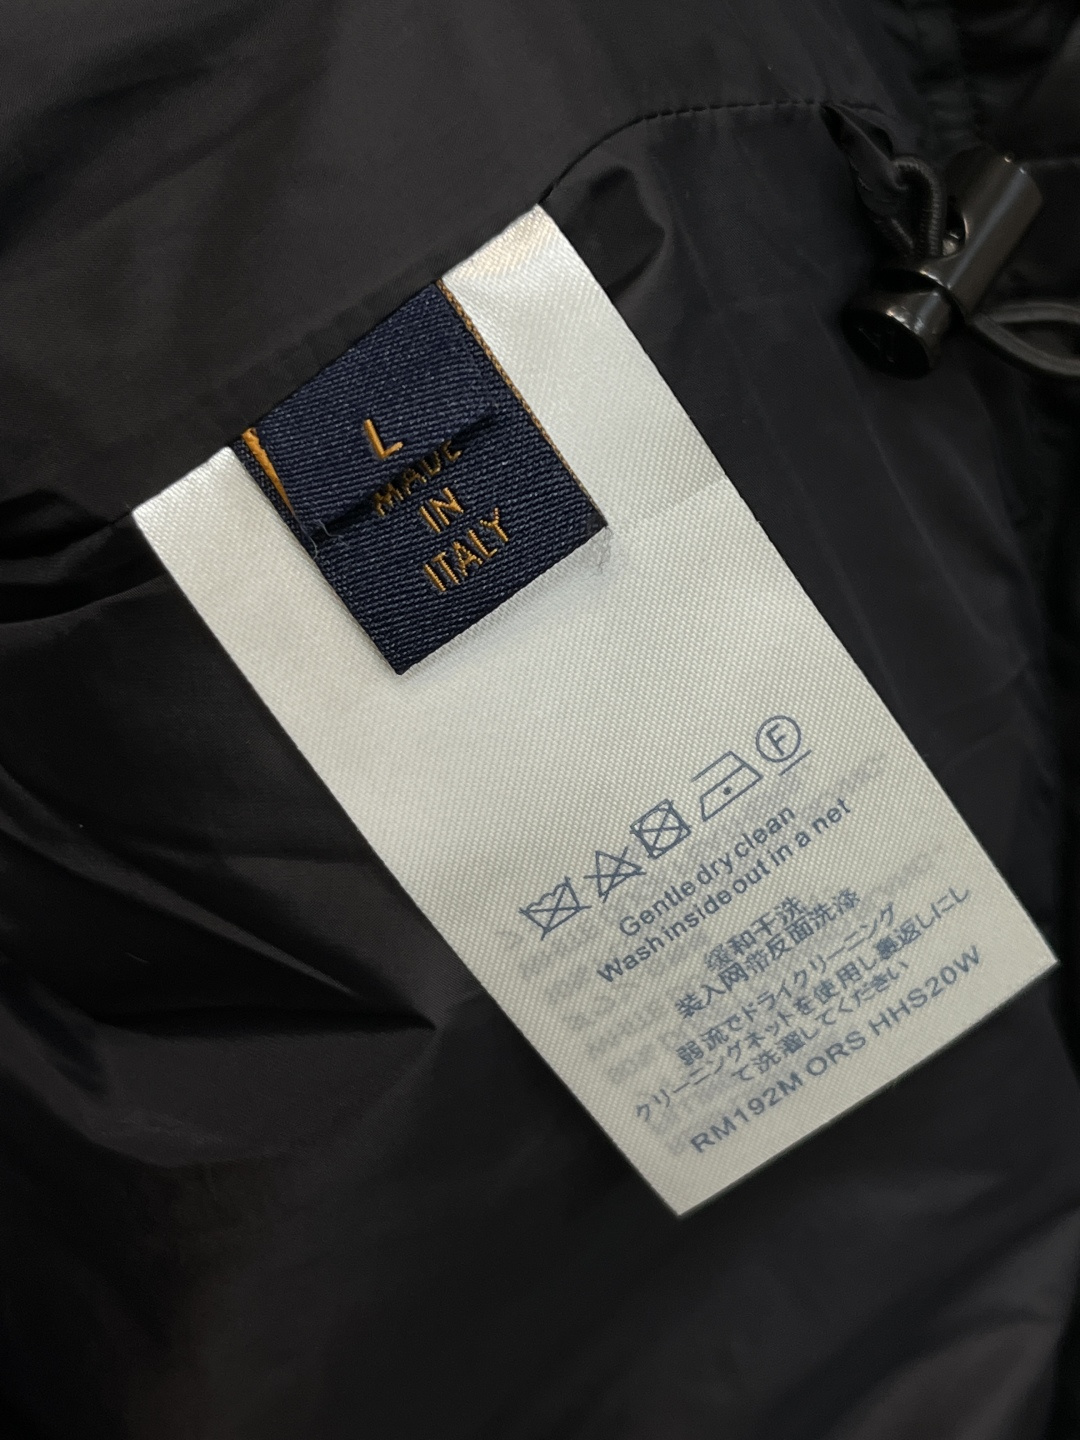 L
MADE
IN
ITALY
F
Gentle dry clean
Wash inside out in a net
缓和干洗
装入网带反面洗涤
弱流でドライクリーニング
クリーニングネットを使用し裏返しにし
て洗濯してください
RM192M ORS HHS20W